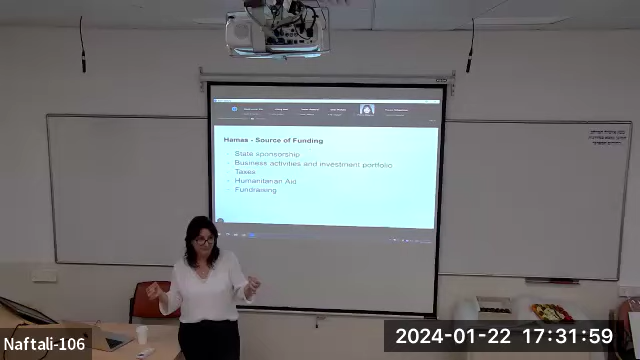 Hamas - Source of Funding
State sponsorship
Business activities and investment portfolio
Taxes
Humanitarian Aid
Fundraising
Naftali-106
2024-01-22 17:31:59